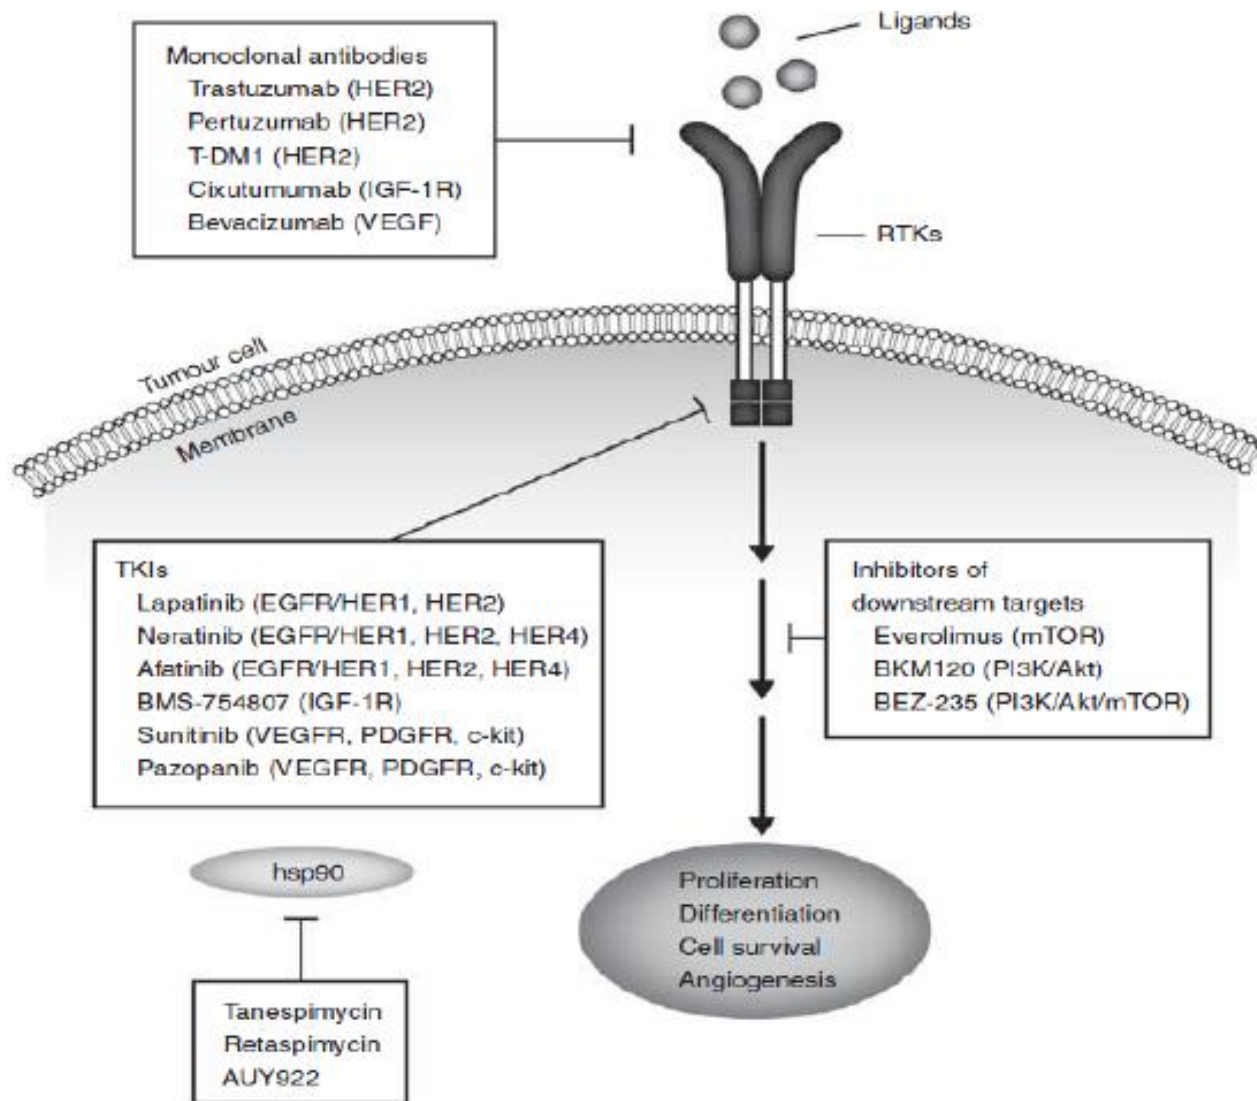 Ligands
Monoclonal antibodies
Trastuzumab (HER2)
Pertuzumab (HER2)
T-DM1 (HER2)
Cixutumumab (IGF-1R)
Bevacizumab (VEGF)
RTKs
Tumour cell
Membrane
TKIs
Lapatinib (EGFR/HER1, HER2)
Neratinib (EGFR/HER1, HER2, HER4)
Afatinib (EGFR/HER1, HER2, HER4)
BMS-754807 (IGF-1R)
Sunitinib (VEGFR, PDGFR, c-kit)
Pazopanib (VEGFR, PDGFR, c-kit)
Inhibitors of
downstream targets
Everolimus (mTOR)
BKM120 (PI3K/Akt)
BEZ-235 (PI3K/Akt/mTOR)
hsp90
Proliferation
Differentiation
Cell survival
Angiogenesis
Tanespimycin
Retaspimycin
AUY922